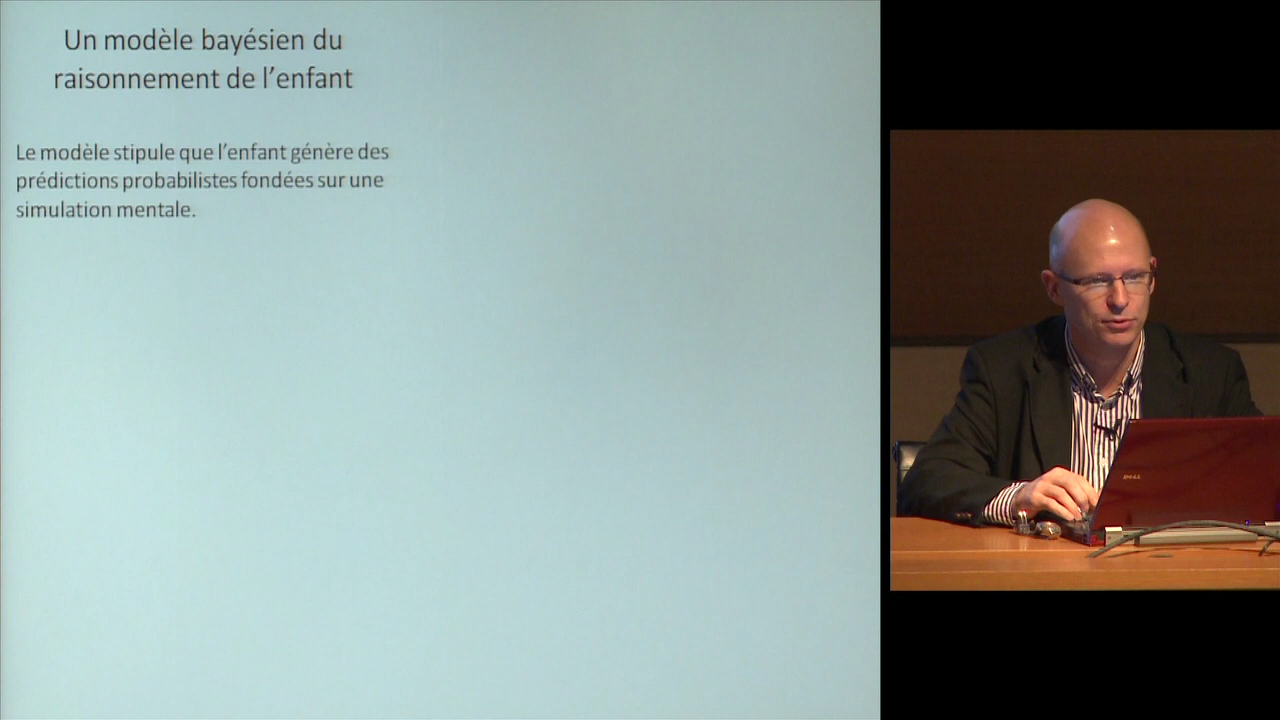 Un modèle bayésien du
raisonnement de l'enfant
Le modèle stipule que l'enfant génère des
prédictions probabilistes fondées sur une
simulation mentale.
DELL